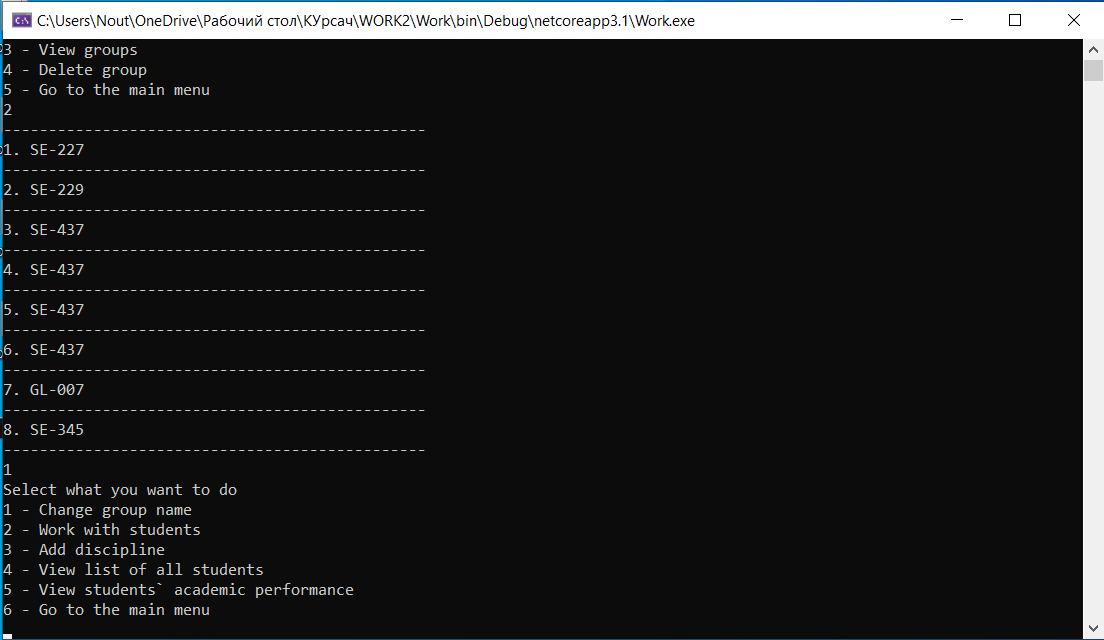 C:\Users\Nout\OneDrive\Рабочий стол\КУрсач\WORK2\Work\bin\Debug\netcoreapp3.1\Work.exe
3 - View groups
4 - Delete group
5 - Go to the main menu
2
-----------------------------------------------
1. SE-227
-----------------------------------------------
2. SE-229
-----------------------------------------------
3. SE-437
-----------------------------------------------
4. SE-437
-----------------------------------------------
5. SE-437
-----------------------------------------------
6. SE-437
-----------------------------------------------
7. GL-007
-----------------------------------------------
8. SE-345
-----------------------------------------------
1
Select what you want to do
1 - Change group name
2 - Work with students
3 - Add discipline
4 - View list of all students
5 - View students` academic performance
6 - Go to the main menu